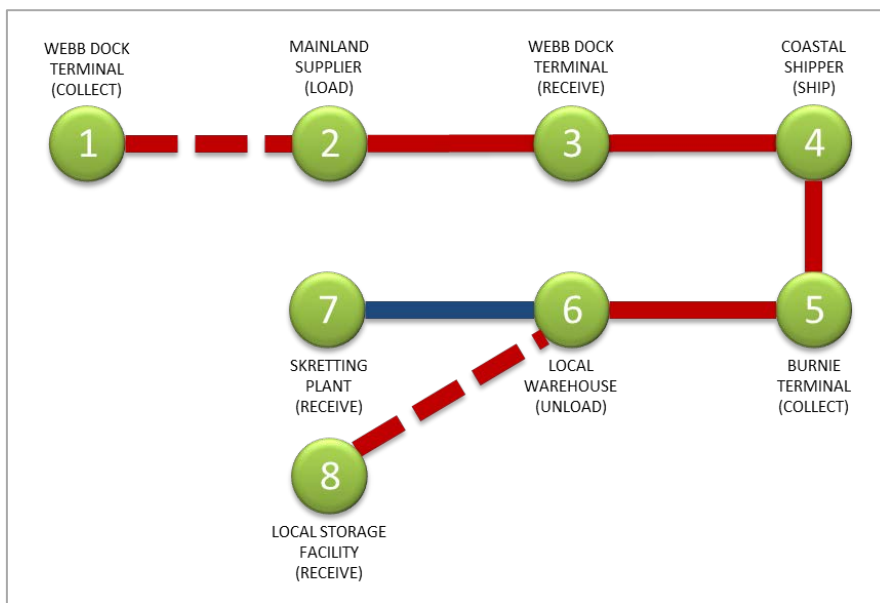 WEBB DOCK
TERMINAL
(COLLECT)
MAINLAND
SUPPLIER
(LOAD)
WEBB DOCK
TERMINAL
(RECEIVE)
COASTAL
SHIPPER
(SHIP)
1
2
3
4
7
6
5
SKRETTING
PLANT
(RECEIVE)
LOCAL
WAREHOUSE
(UNLOAD)
BURNIE
TERMINAL
(COLLECT)
8
LOCAL STORAGE
FACILITY
(RECEIVE)